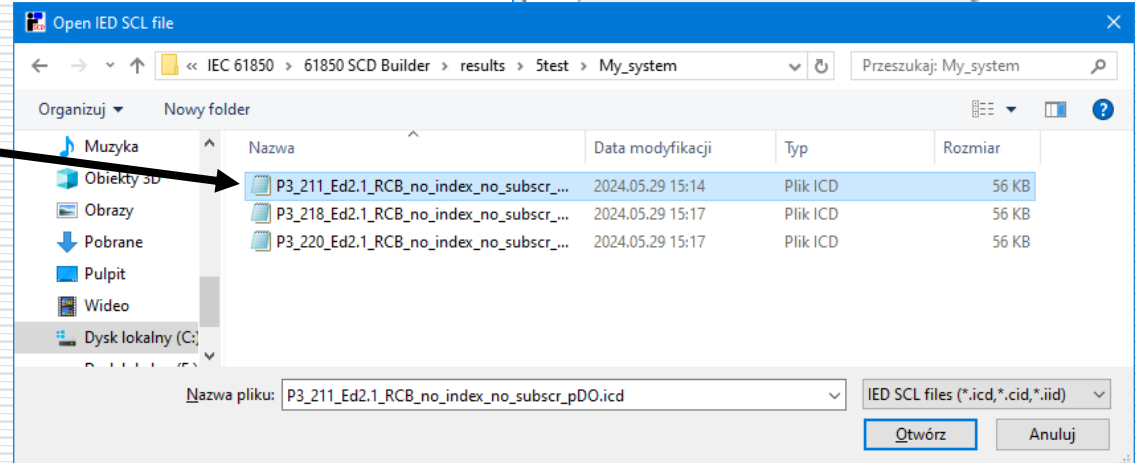 SCD Open IED SCL file
« IEC 61850 > 61850 SCD Builder > results > 5test > My_system
Przeszukaj: My_system
Organizuj Nowy folder
Nazwa Data modyfikacji Typ Rozmiar
Muzyka
Obiekty 3D
Obrazy
Pobrane
Pulpit
Wideo
Dysk lokalny (C:)
P3_211_Ed2.1_RCB_no_index_no_subscr_... 2024.05.29 15:14 Plik ICD 56 KB
P3_218_Ed2.1_RCB_no_index_no_subscr_... 2024.05.29 15:17 Plik ICD 56 KB
P3_220_Ed2.1_RCB_no_index_no_subscr_... 2024.05.29 15:17 Plik ICD 56 KB
Nazwa pliku: P3_211_Ed2.1_RCB_no_index_no_subscr_pDO.icd IED SCL files (*.icd,*.cid,*.iid)
Otwórz Anuluj